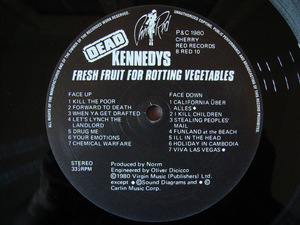 P & C 1980
CHERRY
RED RECORDS
B RED 10
DEAD
KENNEDYS
FRESH FRUIT FOR ROTTING VEGETABLES
FACE UP
1 KILL THE POOR
2 FORWARD TO DEATH
3 WHEN YA GET DRAFTED
4 LET'S LYNCH THE
LANDLORD
5 DRUG ME
6 YOUR EMOTIONS
7 CHEMICAL WARFARE
FACE DOWN
1 CALIFORNIA ÜBER
ALLES
2 I KILL CHILDREN
3 STEALING PEOPLES'
MAIL
4 FUNLAND at the BEACH
5 ILL IN THE HEAD
6 HOLIDAY IN CAMBODIA
7 VIVA LAS VEGAS
STEREO
33⅓RPM
Produced by Norm
Engineered by Oliver Dicicco
©1980 Virgin Music (Publishers) Ltd.
except ●©Sound Diagrams and ◆©
Carlin Music Corp.